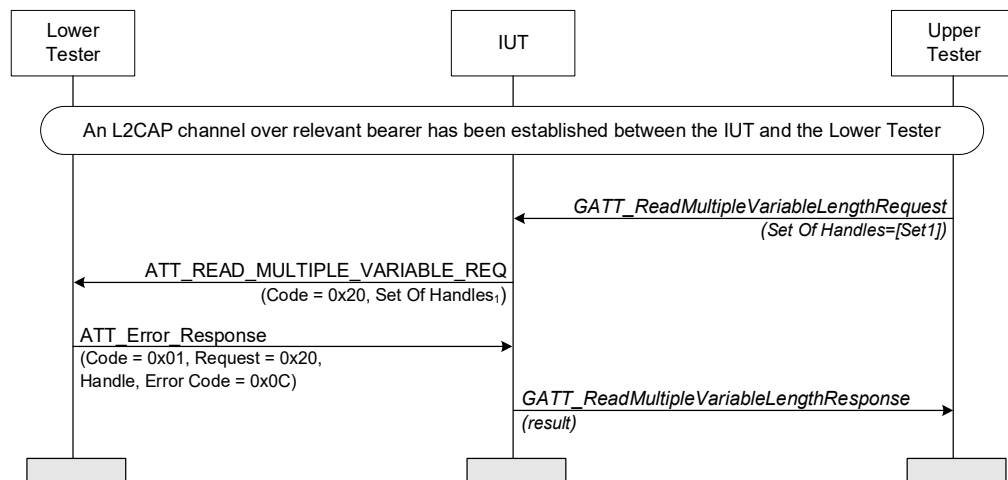 Lower
Tester
IUT
Upper
Tester
An L2CAP channel over relevant bearer has been established between the IUT and the Lower Tester
GATT_ReadMultipleVariableLengthRequest
(Set Of Handles=[Set1])
ATT_READ_MULTIPLE_VARIABLE_REQ
(Code = 0x20, Set Of Handles₁)
ATT_Error_Response
(Code = 0x01, Request = 0x20,
Handle, Error Code = 0x0C)
GATT_ReadMultipleVariableLengthResponse
(result)